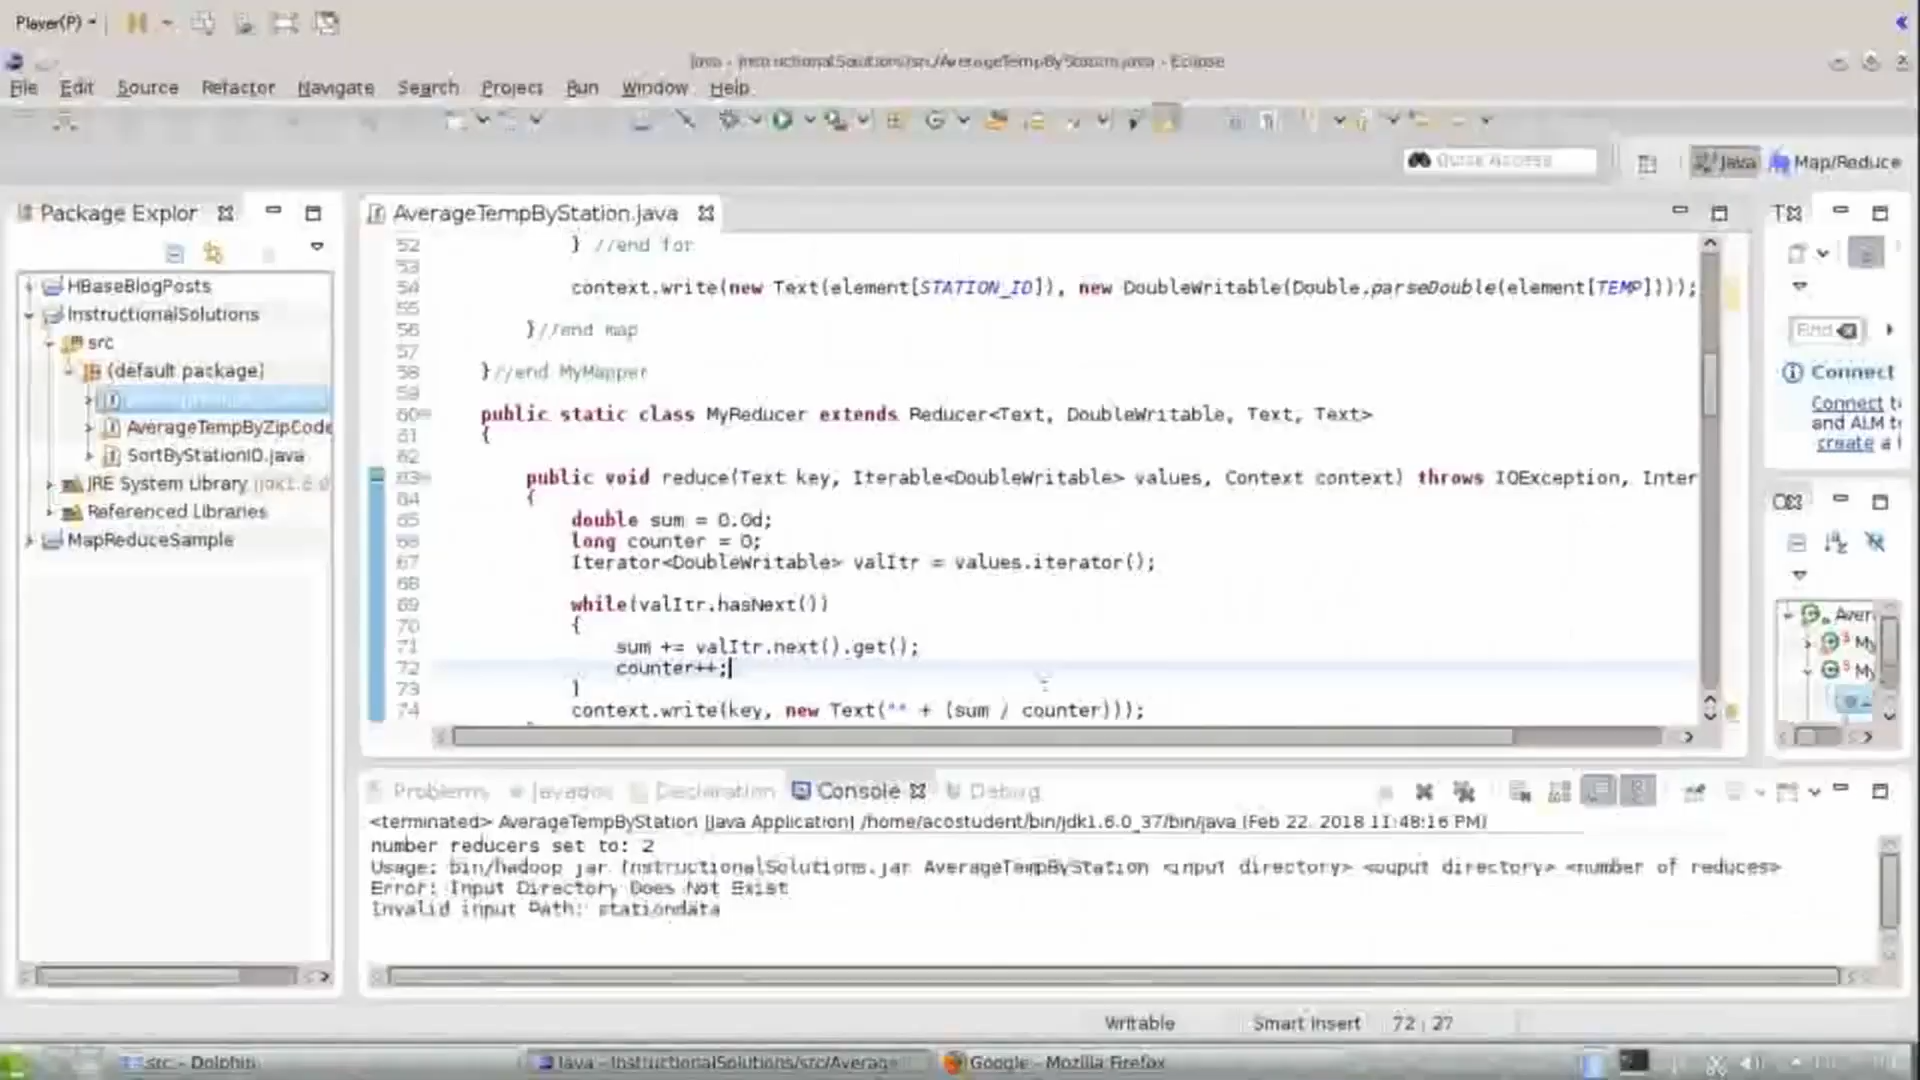 Player(P)
Java - InstructionalSolutions/src/AverageTempByStation.java - Eclipse
File Edit Source Refactor Navigate Search Project Run Window Help
Quick Access
Java
Map/Reduce
Package Explor
AverageTempByStation.java
HBaseBlogPosts
InstructionalSolutions
src
(default package)
AverageTempByZipCode
SortByStationID.java
JRE System Library [jdk1.6.0
Referenced Libraries
MapReduceSample
52 } //end for
53
54 context.write(new Text(element[STATION_ID]), new DoubleWritable(Double.parseDouble(element[TEMP])));
55
56 }//end map
57
58 }//end MyMapper
59
60 public static class MyReducer extends Reducer<Text, DoubleWritable, Text, Text>
61 {
62
63 public void reduce(Text key, Iterable<DoubleWritable> values, Context context) throws IOException, Inter
64 {
65 double sum = 0.0d;
66 long counter = 0;
67 Iterator<DoubleWritable> valItr = values.iterator();
68
69 while(valItr.hasNext())
70 {
71 sum += valItr.next().get();
72 counter++;
73 }
74 context.write(key, new Text("" + (sum / counter)));
Find
Connect
Connect t
and ALM t
create a l
Aver
My
My
Problems Javadoc Declaration Console Debug
<terminated> AverageTempByStation [Java Application] /home/acostudent/bin/jdk1.6.0_37/bin/java (Feb 22, 2018 11:48:16 PM)
number reducers set to: 2
Usage: bin/hadoop jar InstructionalSolutions.jar AverageTempByStation <input directory> <ouput directory> <number of reduces>
Error: Input Directory Does Not Exist
Invalid input Path: stationdata
Writable Smart Insert 72 : 27
src - Dolphin
Java - InstructionalSolutions/src/Average
Google - Mozilla Firefox